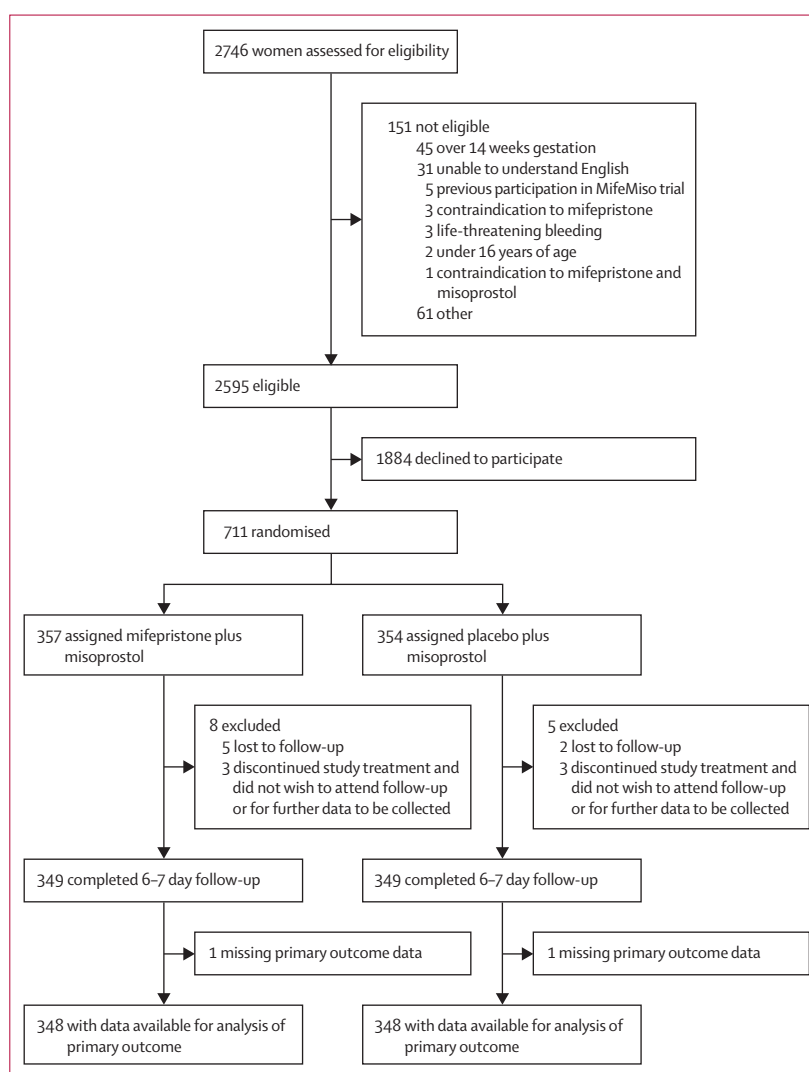 2746 women assessed for eligibility
151 not eligible
45 over 14 weeks gestation
31 unable to understand English
5 previous participation in MifeMiso trial
3 contraindication to mifepristone
3 life-threatening bleeding
2 under 16 years of age
1 contraindication to mifepristone and
misoprostol
61 other
2595 eligible
1884 declined to participate
711 randomised
357 assigned mifepristone plus
misoprostol
354 assigned placebo plus
misoprostol
8 excluded
5 lost to follow-up
3 discontinued study treatment and
did not wish to attend follow-up
or for further data to be collected
5 excluded
2 lost to follow-up
3 discontinued study treatment and
did not wish to attend follow-up
or for further data to be collected
349 completed 6–7 day follow-up
349 completed 6–7 day follow-up
1 missing primary outcome data
1 missing primary outcome data
348 with data available for analysis of
primary outcome
348 with data available for analysis of
primary outcome